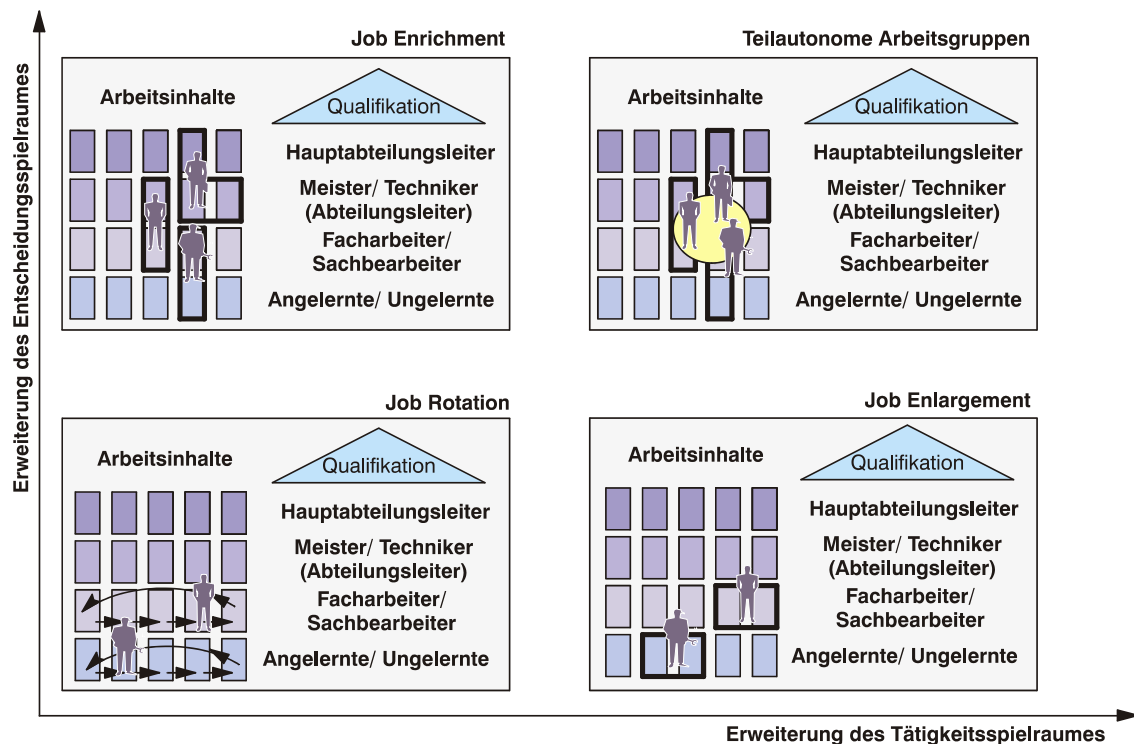 Erweiterung des Entscheidungsspielraumes
Job Enrichment
Arbeitsinhalte
Qualifikation
Hauptabteilungsleiter
Meister/ Techniker
(Abteilungsleiter)
Facharbeiter/
Sachbearbeiter
Angelernte/ Ungelernte
Teilautonome Arbeitsgruppen
Arbeitsinhalte
Qualifikation
Hauptabteilungsleiter
Meister/ Techniker
(Abteilungsleiter)
Facharbeiter/
Sachbearbeiter
Angelernte/ Ungelernte
Job Rotation
Arbeitsinhalte
Qualifikation
Hauptabteilungsleiter
Meister/ Techniker
(Abteilungsleiter)
Facharbeiter/
Sachbearbeiter
Angelernte/ Ungelernte
Job Enlargement
Arbeitsinhalte
Qualifikation
Hauptabteilungsleiter
Meister/ Techniker
(Abteilungsleiter)
Facharbeiter/
Sachbearbeiter
Angelernte/ Ungelernte
Erweiterung des Tätigkeitsspielraumes